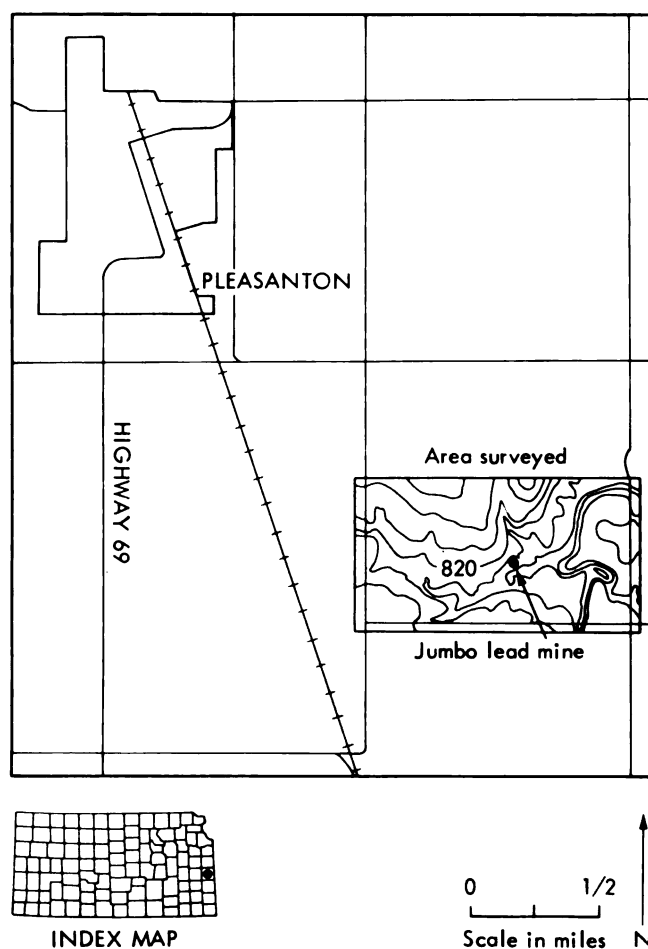 PLEASANTON
HIGHWAY 69
Area surveyed
820
Jumbo lead mine
INDEX MAP
0 1/2
Scale in miles
N